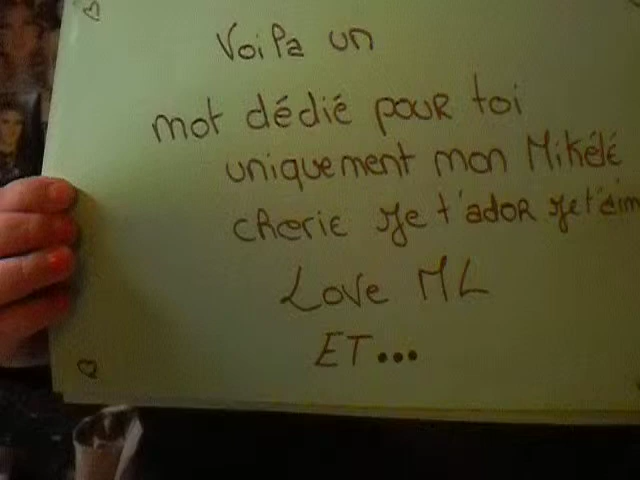 Voila un
mot dédié pour toi
uniquement mon Mikélé
cherie je t'ador je t'aim
Love ML
ET...